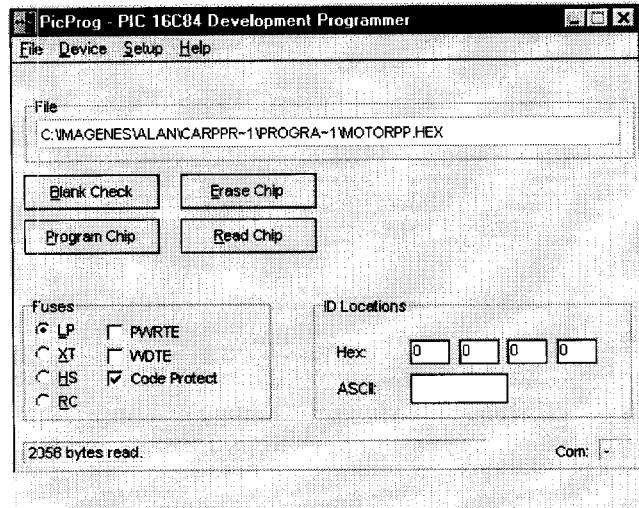 PicProg - PIC 16C84 Development Programmer
File Device Setup Help
File
C:\IMAGENES\ALAN\CARPPR~1\PROGRA~1\MOTORPP.HEX
Blank Check Erase Chip
Program Chip Read Chip
Fuses ID Locations
LP PWRTE
XT WDTE
HS Code Protect
RC
Hex: 0 0 0 0
ASCII:
2058 bytes read. Com: -